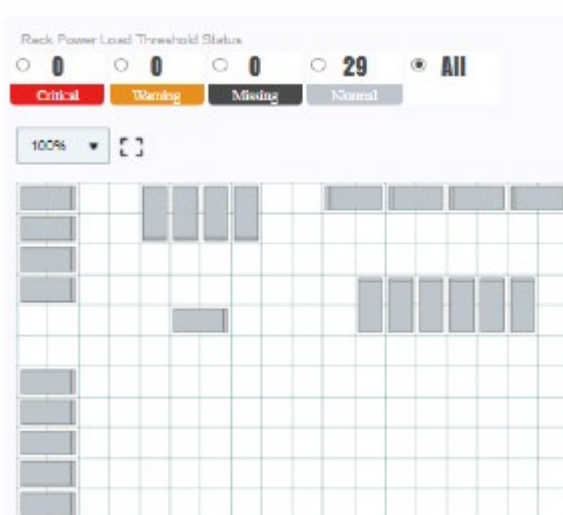 Rack Power Load Threshold Status
0 0 0 29 All
Critical Warning Missing Normal
100%